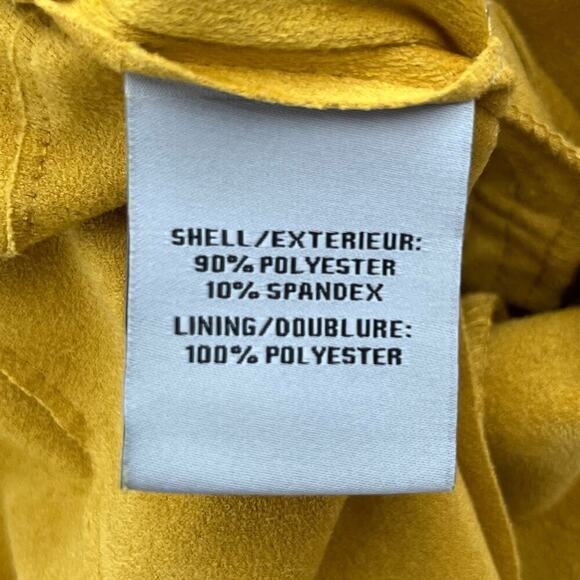 SHELL/EXTERIEUR:
90% POLYESTER
10% SPANDEX
LINING/DOUBLURE:
100% POLYESTER